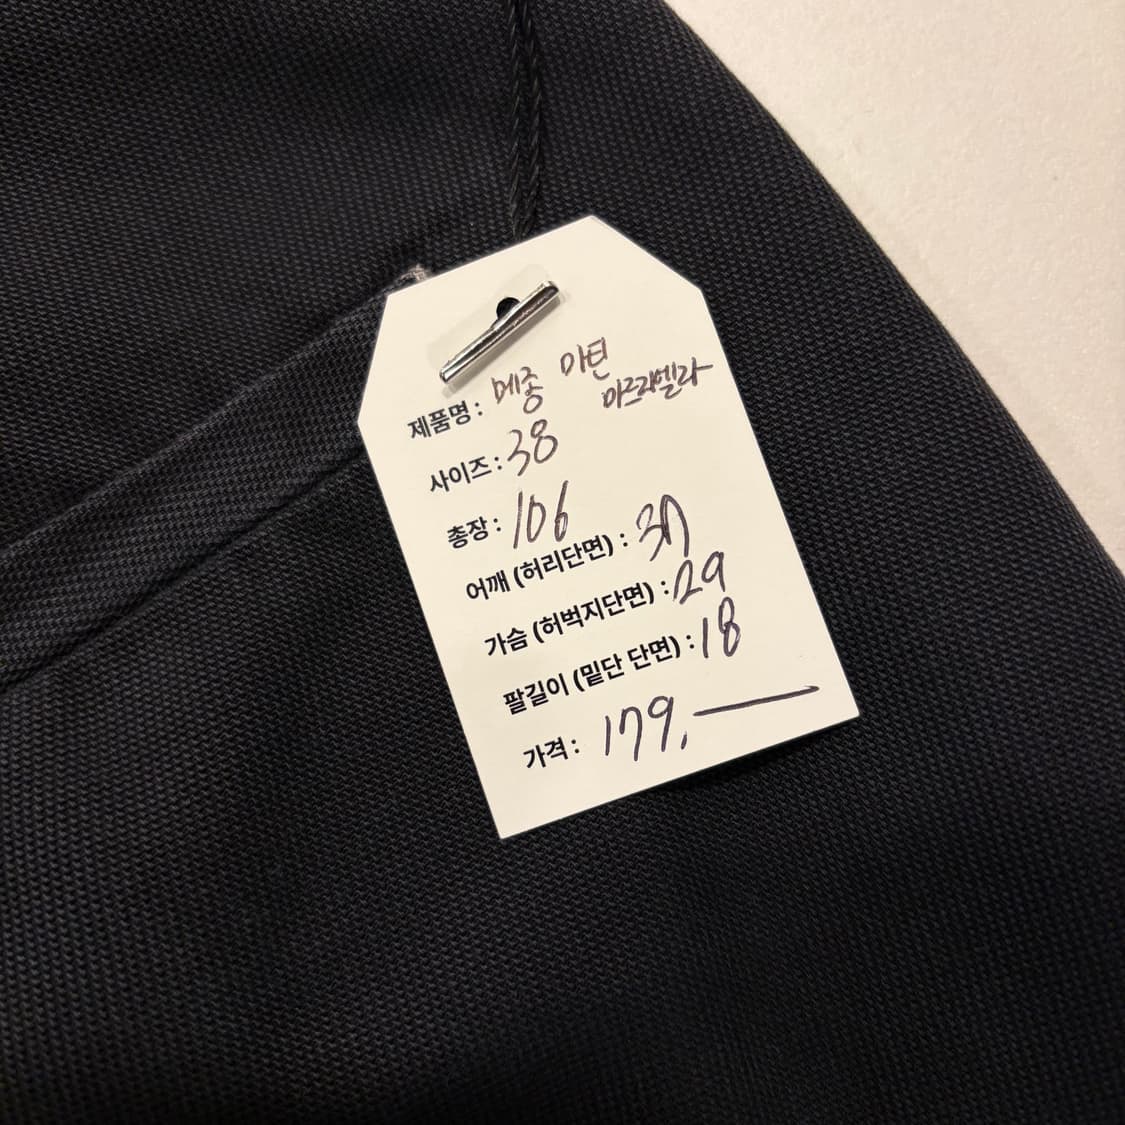 제품명 : 메종 마틴 마르지엘라
사이즈 : 38
총장 : 106
어깨 (허리단면) : 37
가슴 (허벅지단면) : 29
팔길이 (밑단 단면) : 18
가격 : 179,